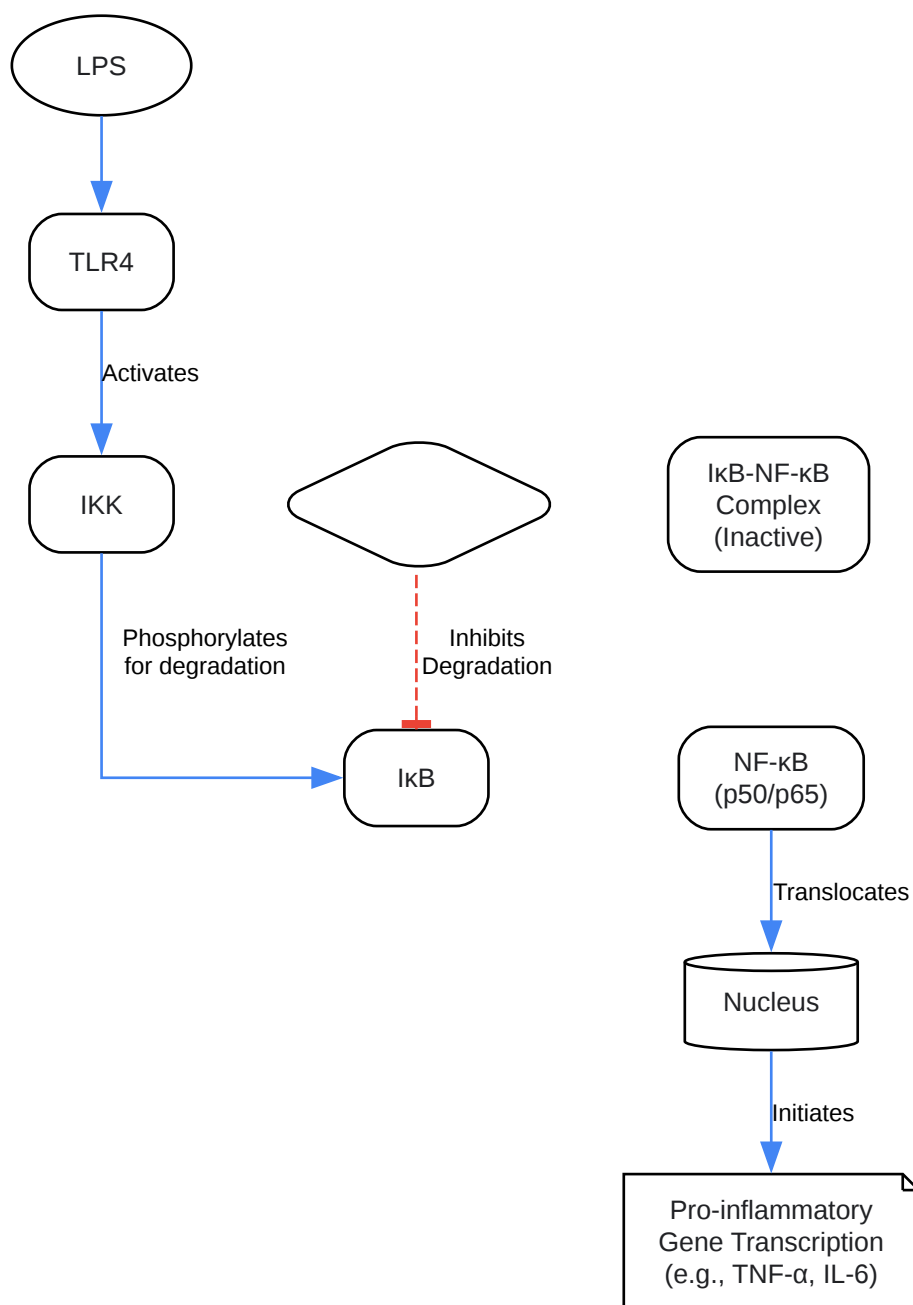 LPS
TLR4
Activates
IKK
IκB-NF-κB
Complex
(Inactive)
Phosphorylates
for degradation
Inhibits
Degradation
IκB
NF-κB
(p50/p65)
Translocates
Nucleus
Initiates
Pro-inflammatory
Gene Transcription
(e.g., TNF-α, IL-6)